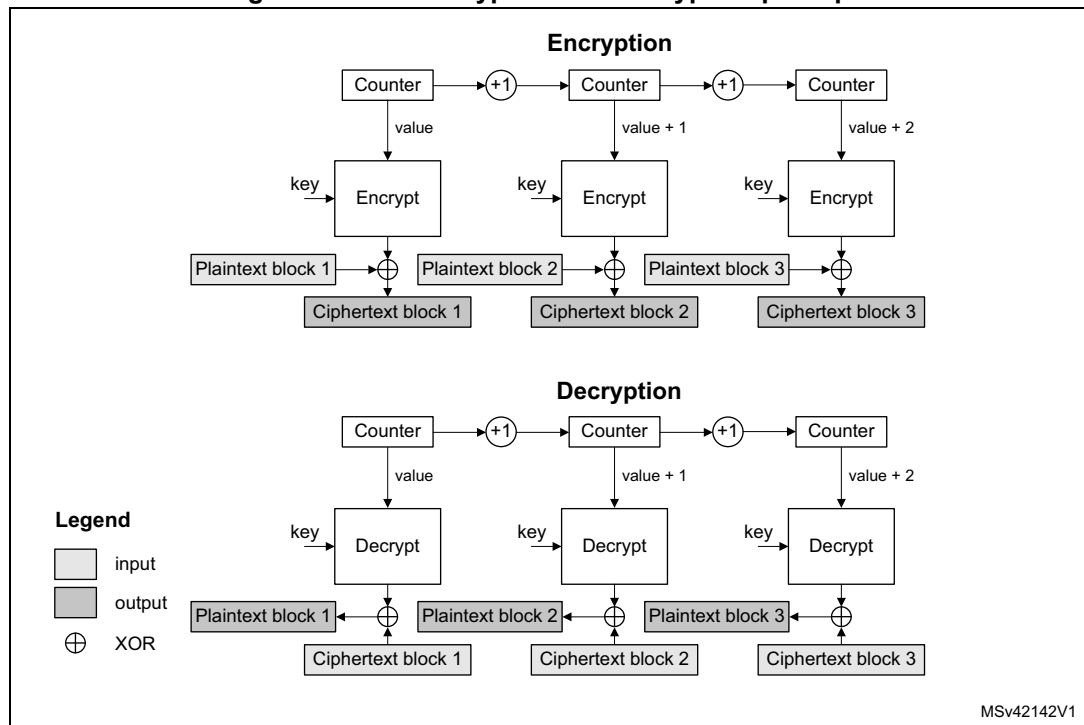 Encryption
Counter +1 Counter +1 Counter
value value + 1 value + 2
key Encrypt key Encrypt key Encrypt
Plaintext block 1 Plaintext block 2 Plaintext block 3
Ciphertext block 1 Ciphertext block 2 Ciphertext block 3
Decryption
Counter +1 Counter +1 Counter
value value + 1 value + 2
Legend
key Decrypt key Decrypt key Decrypt
input
output
Plaintext block 1 Plaintext block 2 Plaintext block 3
XOR
Ciphertext block 1 Ciphertext block 2 Ciphertext block 3
MSv42142V1